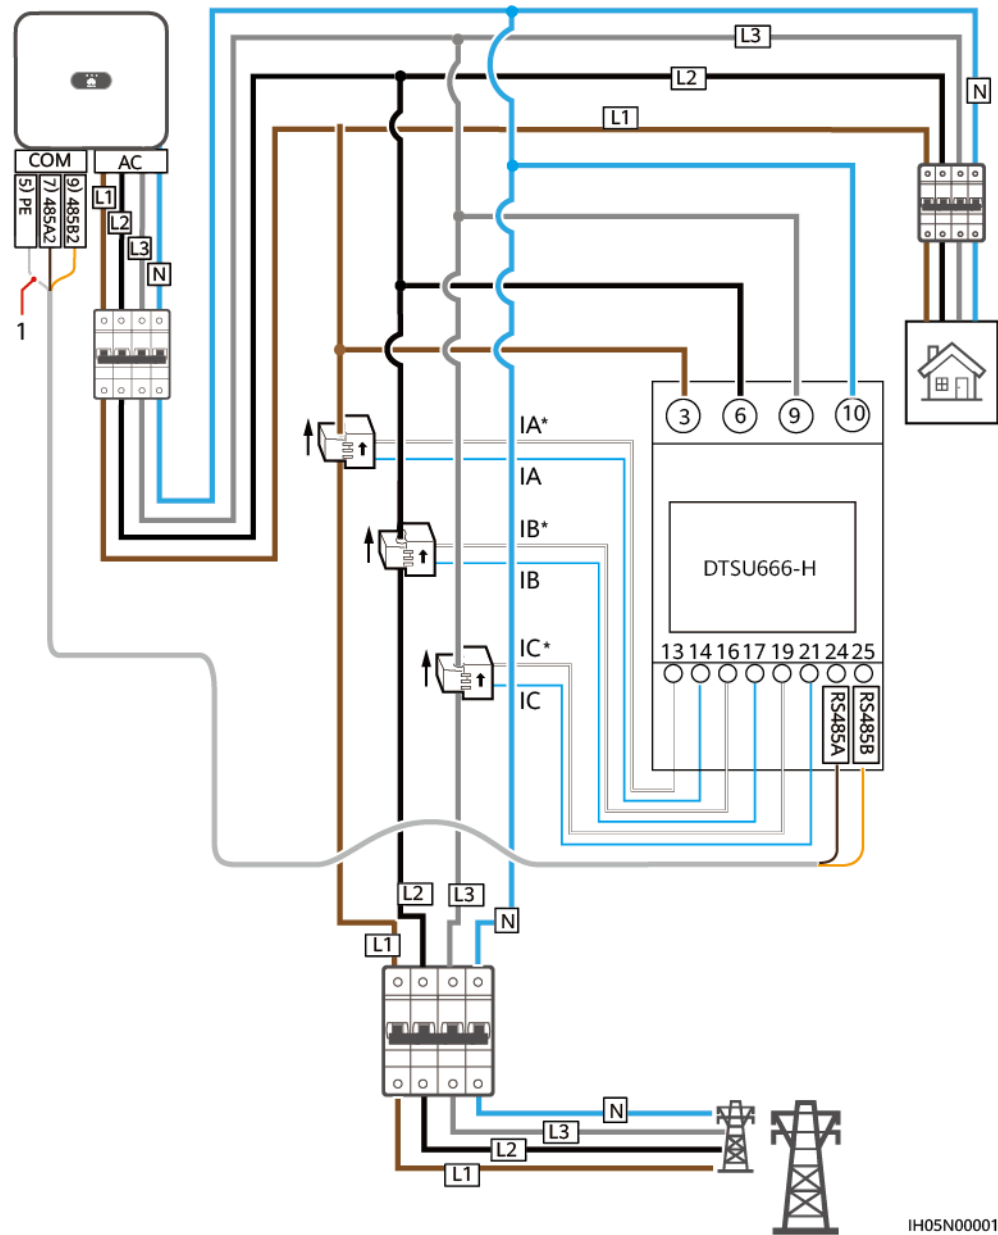 L3
L2
N
L1
COM
AC
5) PE
7) 485A2
9) 485B2
L1
L2
L3
N
1
3
6
9
10
IA*
IA
IB*
IB
DTSU666-H
IC*
IC
13 14 16 17 19 21 24 25
RS485A
RS485B
L2
L3
N
L1
N
L3
L2
L1
IH05N00001